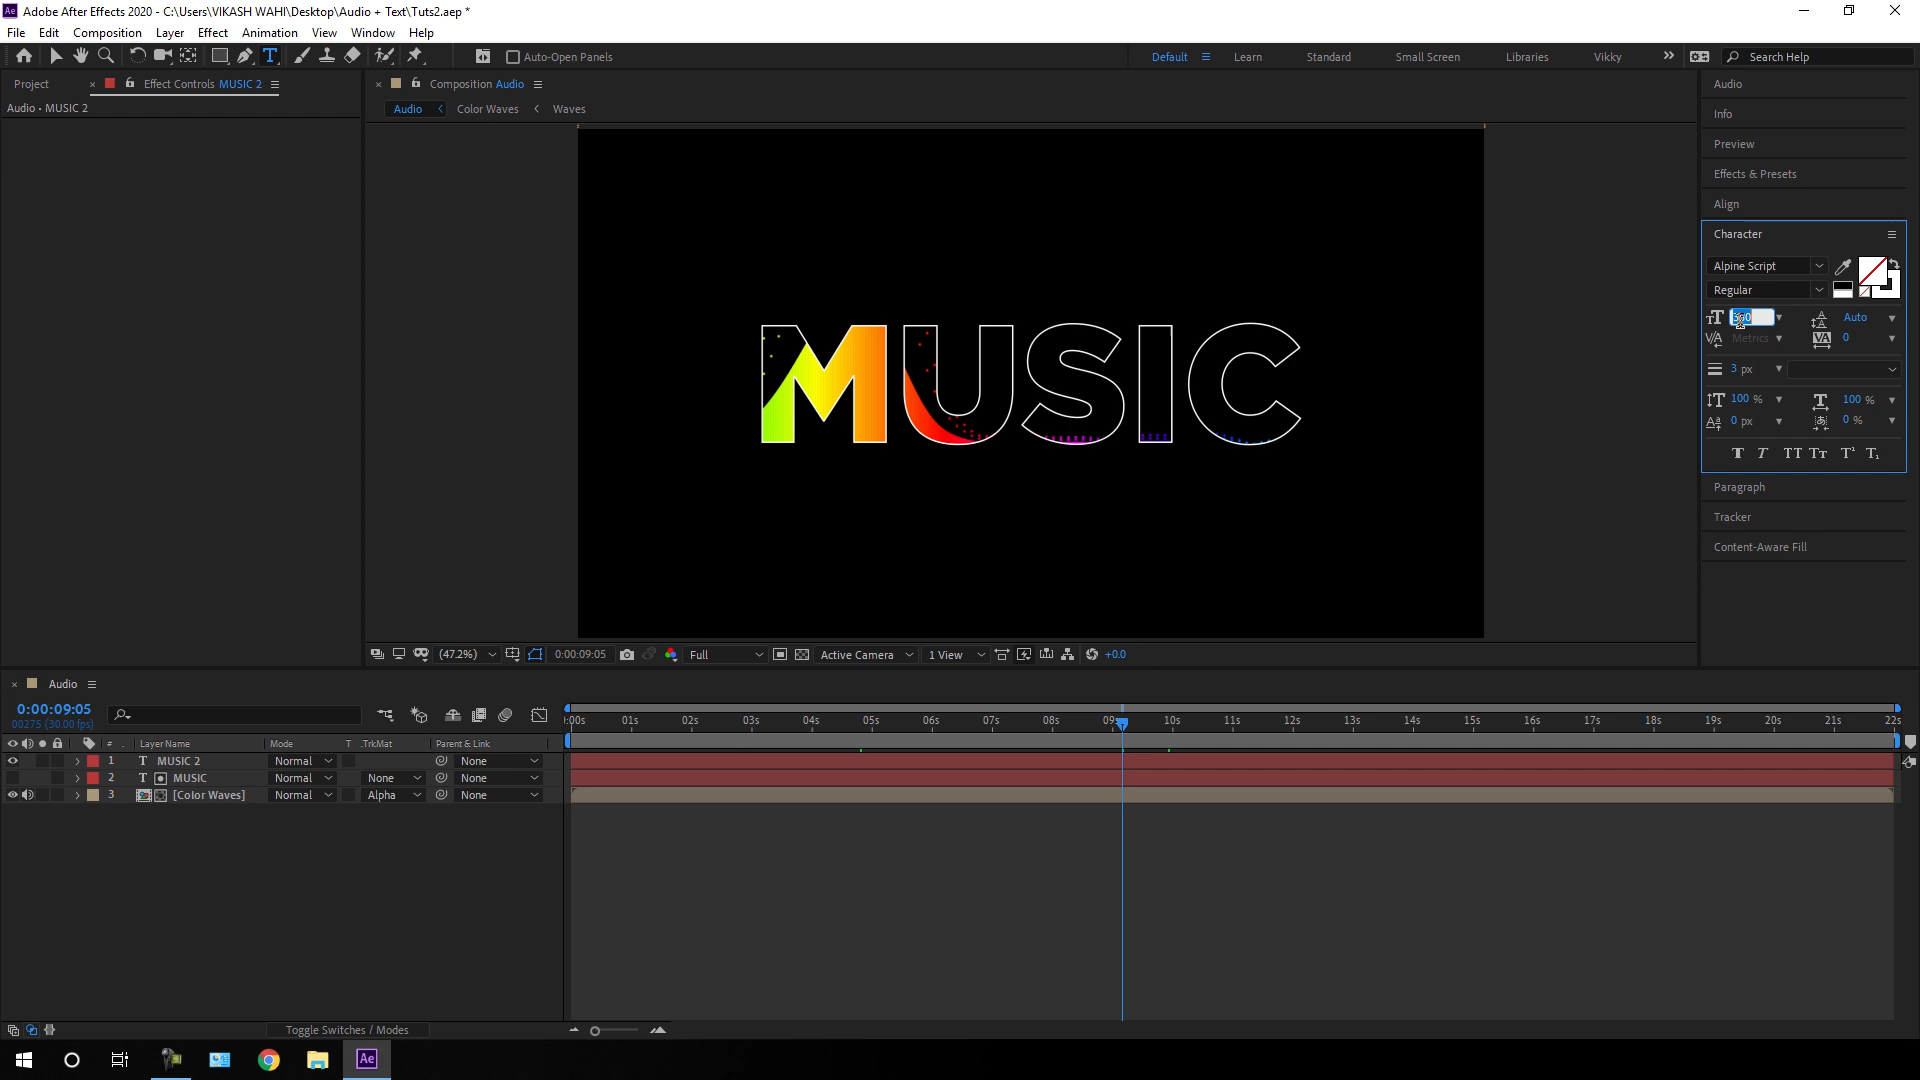 Adobe After Effects 2020 - C:\Users\VIKASH WAHI\Desktop\Audio + Text\Tuts2.aep *
File Edit Composition Layer Effect Animation View Window Help
Auto-Open Panels
Default Learn Standard Small Screen Libraries Vikky Search Help
Project Effect Controls MUSIC 2
Audio • MUSIC 2
Composition Audio
Audio Color Waves Waves
MUSIC
(47.2%) 0:00:09:05 Full Active Camera 1 View +0.0
Audio
Info
Preview
Effects & Presets
Align
Character
Alpine Script
Regular
Auto
Metrics 0
3 px
100 % 100 %
0 px 0 %
T T TT Tт T¹ T₁
Paragraph
Tracker
Content-Aware Fill
Audio
0:00:09:05
00275 (30.00 fps)
:00s 01s 02s 03s 04s 05s 06s 07s 08s 09s 10s 11s 12s 13s 14s 15s 16s 17s 18s 19s 20s 21s 22s
# Layer Name Mode T .TrkMat Parent & Link
1 T MUSIC 2 Normal None
2 T MUSIC Normal None None
3 [Color Waves] Normal Alpha None
Toggle Switches / Modes
Ae